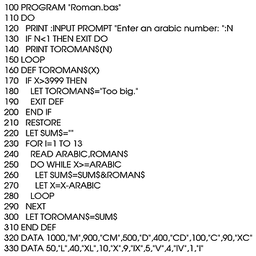 100 PROGRAM "Roman.bas"
110 DO
120 PRINT :INPUT PROMPT "Enter an arabic number: ":N
130 IF N<1 THEN EXIT DO
140 PRINT TOROMAN$(N)
150 LOOP
160 DEF TOROMAN$(X)
170 IF X>3999 THEN
180 LET TOROMAN$="Too big."
190 EXIT DEF
200 END IF
210 RESTORE
220 LET SUM$=""
230 FOR I=1 TO 13
240 READ ARABIC,ROMAN$
250 DO WHILE X>=ARABIC
260 LET SUM$=SUM$&ROMAN$
270 LET X=X-ARABIC
280 LOOP
290 NEXT
300 LET TOROMAN$=SUM$
310 END DEF
320 DATA 1000,"M",900,"CM",500,"D",400,"CD",100,"C",90,"XC"
330 DATA 50,"L",40,"XL",10,"X",9,"IX",5,"V",4,"IV",1,"I"